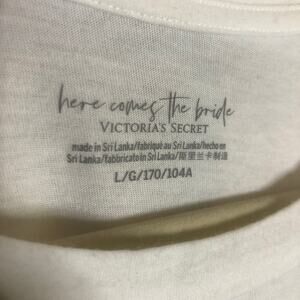 here comes the bride
VICTORIA'S SECRET
made in Sri Lanka/fabriqué au Sri Lanka/hecho en
Sri Lanka/fabbricato in Sri Lanka/斯里兰卡制造
L/G/170/104A